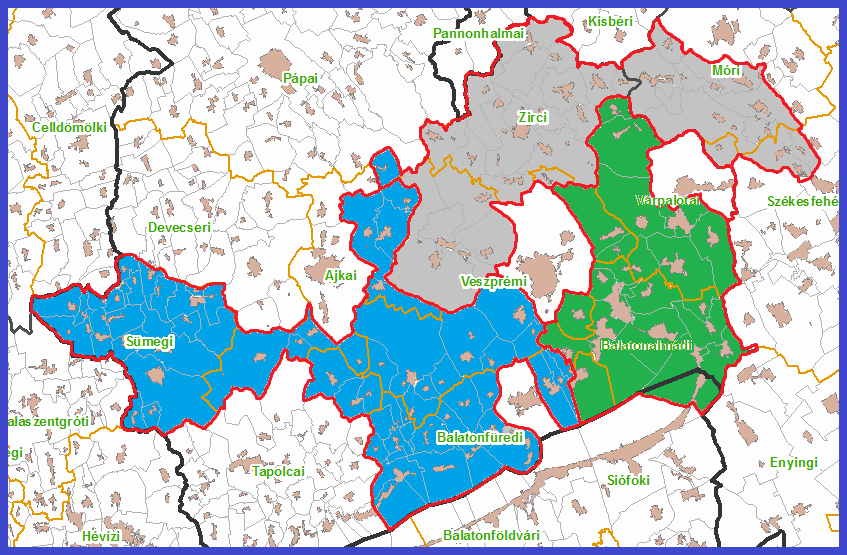 Kisbéri
Pannonhalmai
Móri
Pápai
Zirci
Celldömölki
Várpalotai
Székesfehé
Devecseri
Ajkai
Veszprémi
Sümegi
Balatonalmádi
alaszentgróti
Balatonfüredi
égi
Tapolcai
Enyingi
Siófoki
Hévízi
Balatonföldvári